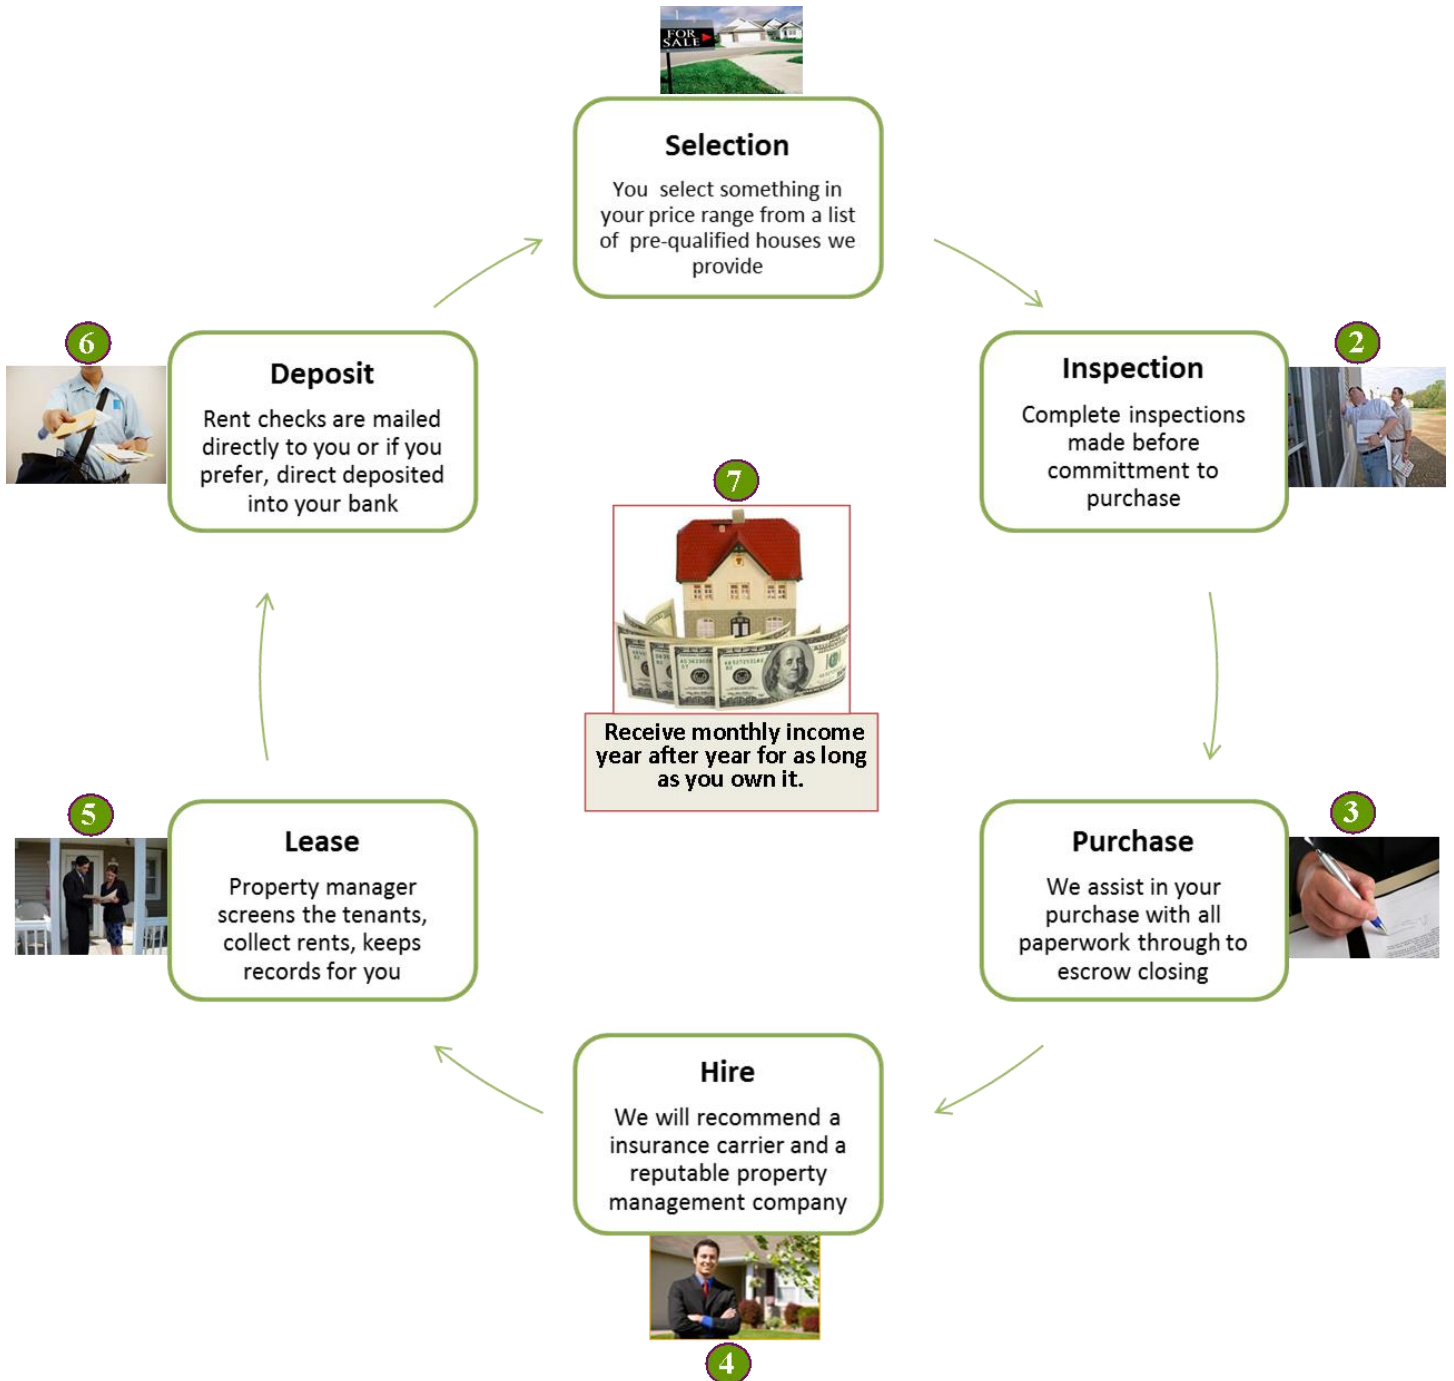 FOR
SALE
Selection
You  select something in
your price range from a list
of  pre-qualified houses we
provide
2
Inspection
Complete inspections
made before
committment to
purchase
3
Purchase
We assist in your
purchase with all
paperwork through to
escrow closing
Hire
We will recommend a
insurance carrier and a
reputable property
management company
4
5
Lease
Property manager
screens the tenants,
collect rents, keeps
records for you
6
Deposit
Rent checks are mailed
directly to you or if you
prefer, direct deposited
into your bank
7
Receive monthly income
year after year for as long
as you own it.